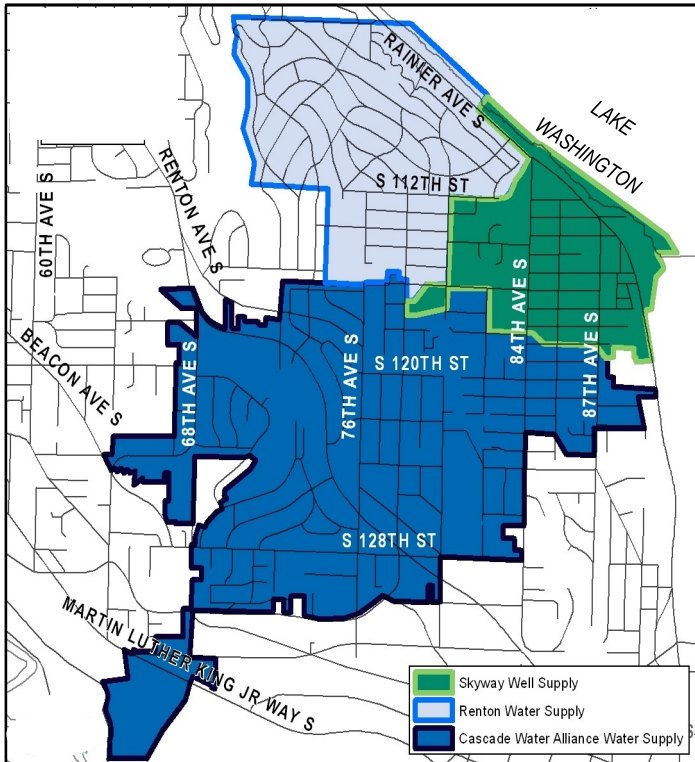 RAINIER AVE S
LAKE
WASHINGTON
RENTON AVE S
S 112TH ST
60TH AVE S
BEACON AVE S
68TH AVE S
76TH AVE S
S 120TH ST
84TH AVE S
87TH AVE S
S 128TH ST
MARTIN LUTHER KING JR WAY S
Skyway Well Supply
Renton Water Supply
Cascade Water Alliance Water Supply